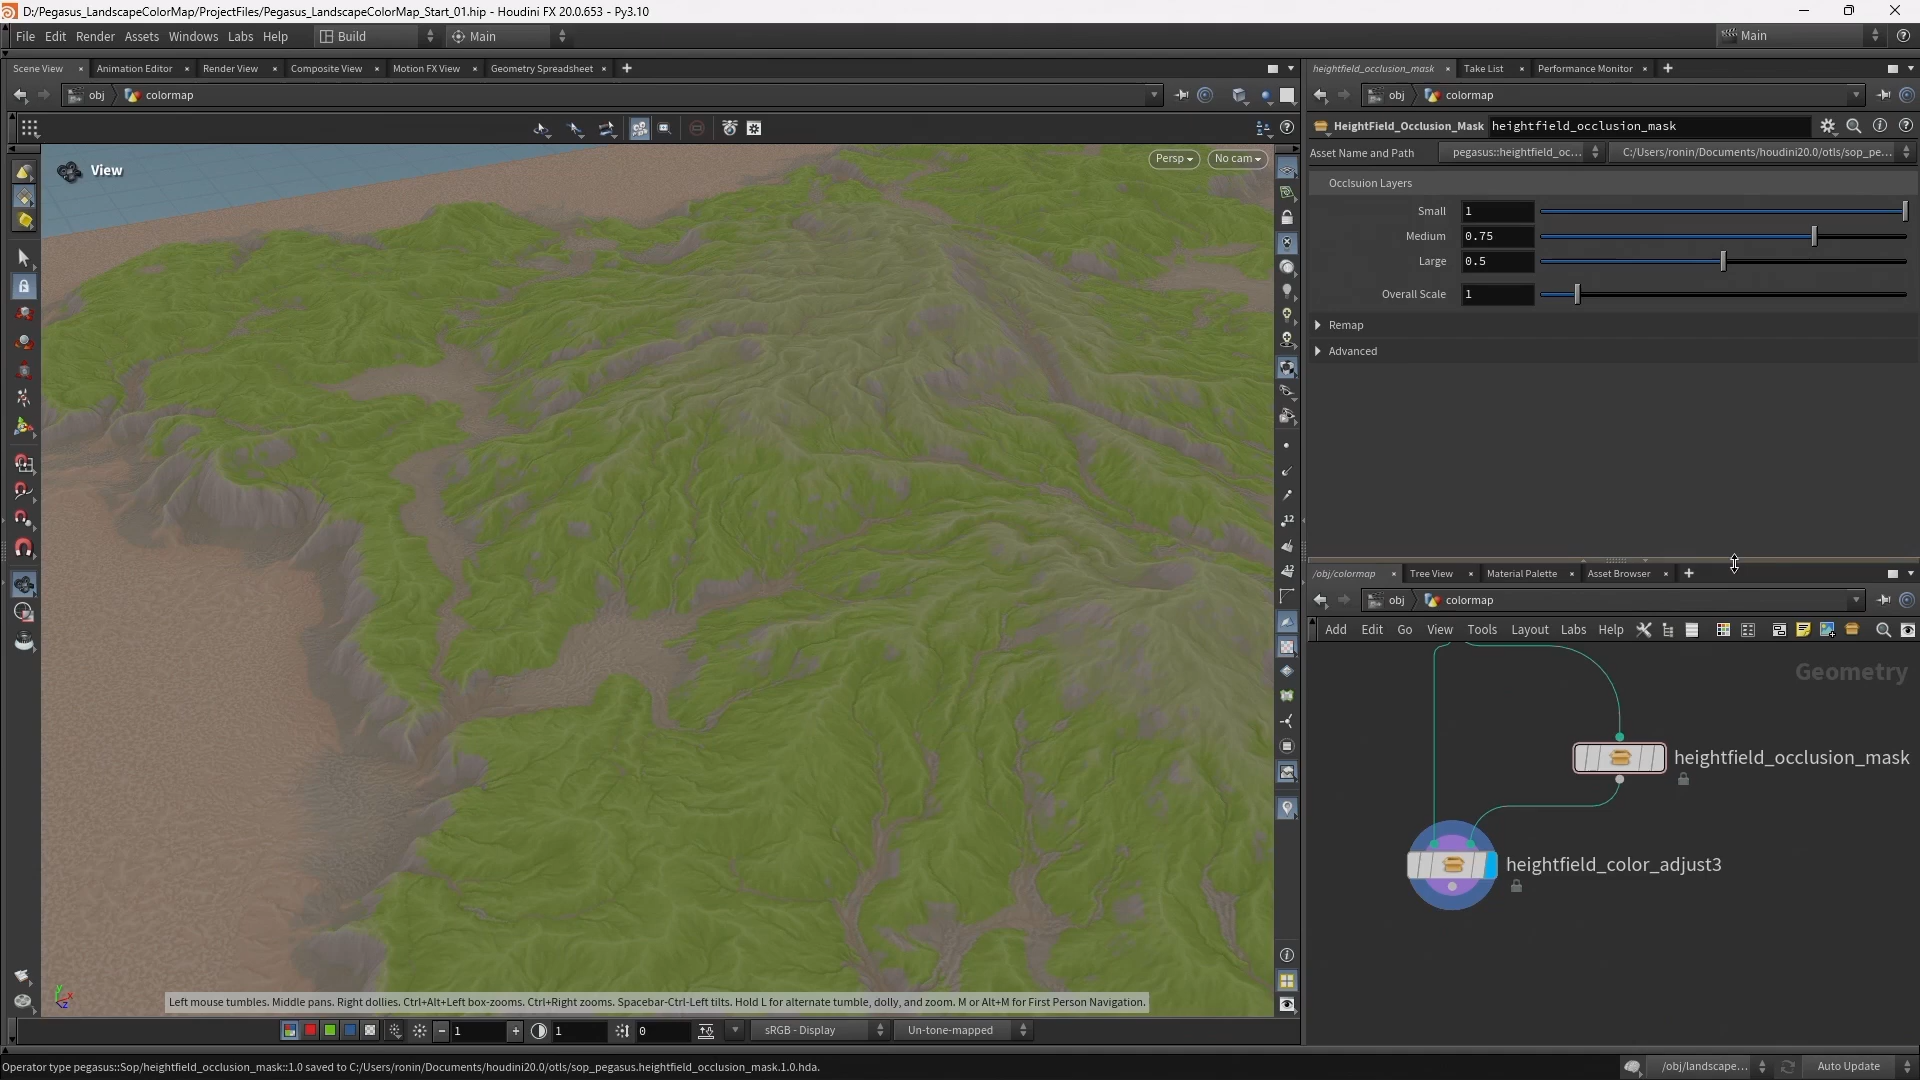 D:/Pegasus_LandscapeColorMap/ProjectFiles/Pegasus_LandscapeColorMap_Start_01.hip - Houdini FX 20.0.653 - Py3.10
File Edit Render Assets Windows Labs Help Build Main Main
Scene View Animation Editor Render View Composite View Motion FX View Geometry Spreadsheet
obj colormap
View
Persp No cam
12
12
Left mouse tumbles. Middle pans. Right dollies. Ctrl+Alt+Left box-zooms. Ctrl+Right zooms. Spacebar-Ctrl-Left tilts. Hold L for alternate tumble, dolly, and zoom. M or Alt+M for First Person Navigation.
1 1 0 sRGB - Display Un-tone-mapped
heightfield_occlusion_mask Take List Performance Monitor
obj colormap
HeightField_Occlusion_Mask heightfield_occlusion_mask
Asset Name and Path pegasus::heightfield_oc... C:/Users/ronin/Documents/houdini20.0/otls/sop_pe...
Occlsuion Layers
Small 1
Medium 0.75
Large 0.5
Overall Scale 1
Remap
Advanced
/obj/colormap Tree View Material Palette Asset Browser
obj colormap
Add Edit Go View Tools Layout Labs Help
Geometry
heightfield_occlusion_mask
heightfield_color_adjust3
Operator type pegasus::Sop/heightfield_occlusion_mask::1.0 saved to C:/Users/ronin/Documents/houdini20.0/otls/sop_pegasus.heightfield_occlusion_mask.1.0.hda.
/obj/landscape... Auto Update